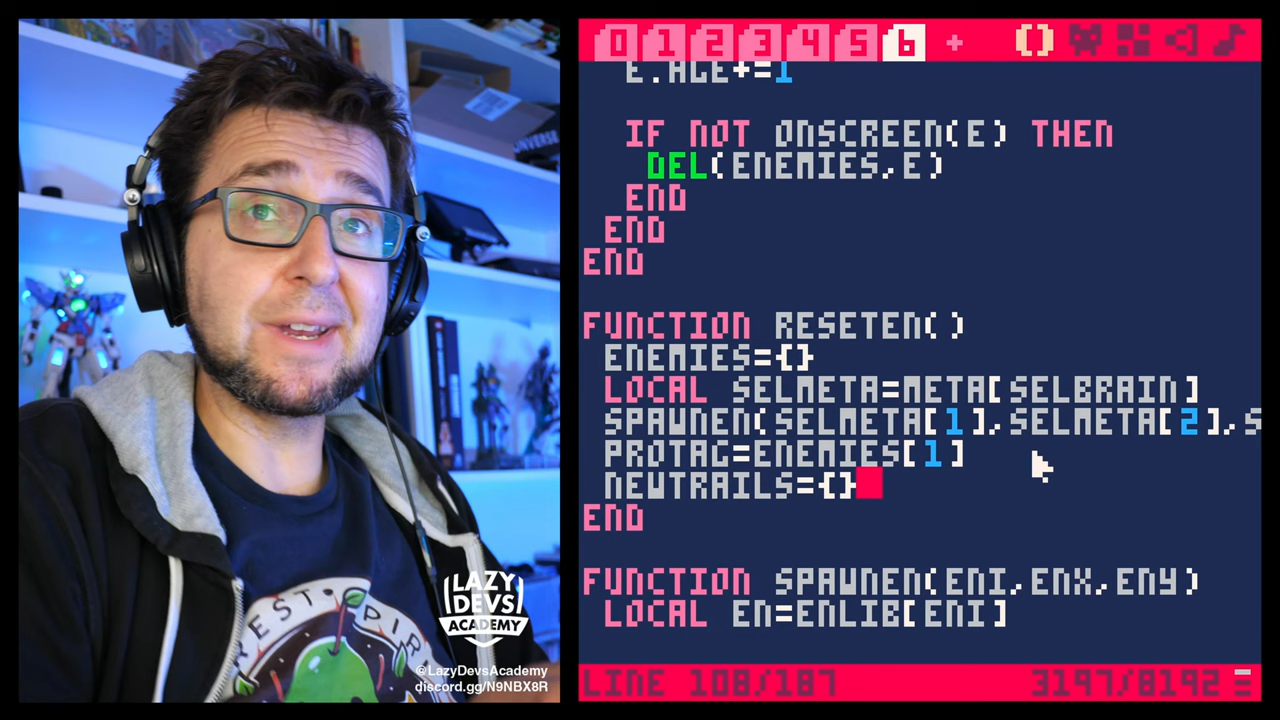 0 1 2 3 4 5 6 + ()
E.AGE+=1
IF NOT ONSCREEN(E) THEN
DEL(ENEMIES,E)
END
END
END
FUNCTION RESETEN()
ENEMIES={}
LOCAL SELMETA=META[SELBRAIN]
SPAWNEN(SELMETA[1],SELMETA[2],S
PROTAG=ENEMIES[1]
NEWTRAILS={}
END
FUNCTION SPAWNEN(ENI,ENX,ENY)
LOCAL EN=ENLIB[ENI]
LINE 108/187 3197/8192
UNIVERSE
LAZY
DEVS
ACADEMY
@LazyDevsAcademy
discord.gg/N9NBX8R